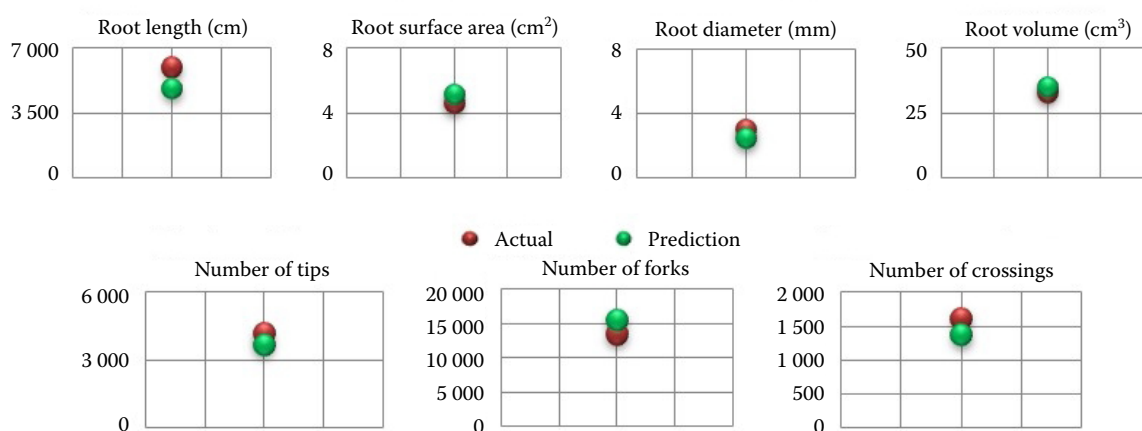 Root length (cm)
7 000
3 500
0
Root surface area (cm²)
8
4
0
Root diameter (mm)
8
4
0
Root volume (cm³)
50
25
0
Actual
Prediction
Number of tips
6 000
3 000
0
Number of forks
20 000
15 000
10 000
5 000
0
Number of crossings
2 000
1 500
1 000
500
0